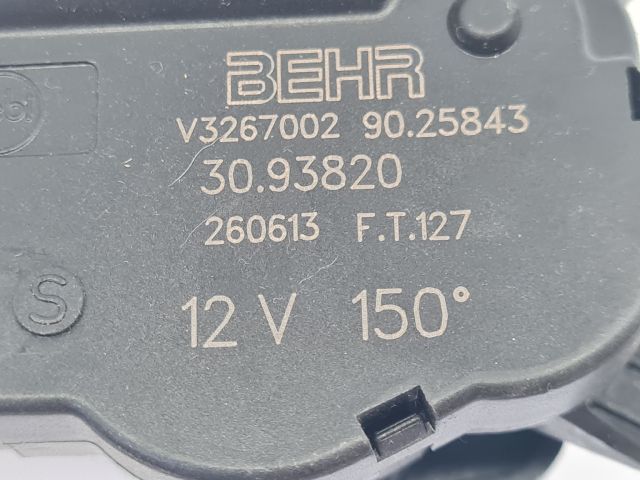 BEHR
V3267002 90.25843
30.93820
260613 F.T.127
S
12 V 150°